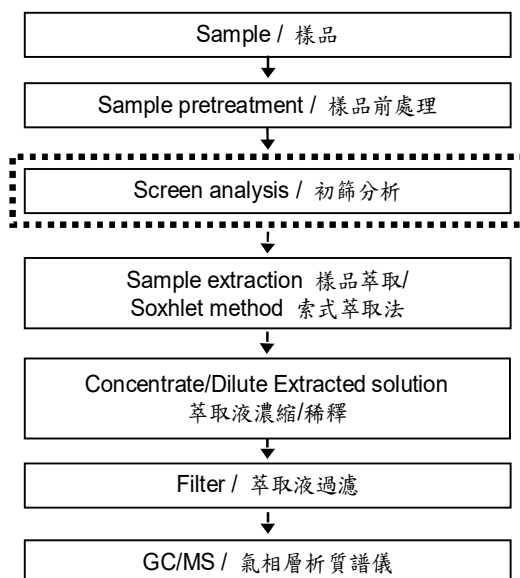 Sample / 樣品
Sample pretreatment / 樣品前處理
Screen analysis / 初篩分析
Sample extraction 樣品萃取/
Soxhlet method 索式萃取法
Concentrate/Dilute Extracted solution
萃取液濃縮/稀釋
Filter / 萃取液過濾
GC/MS / 氣相層析質譜儀